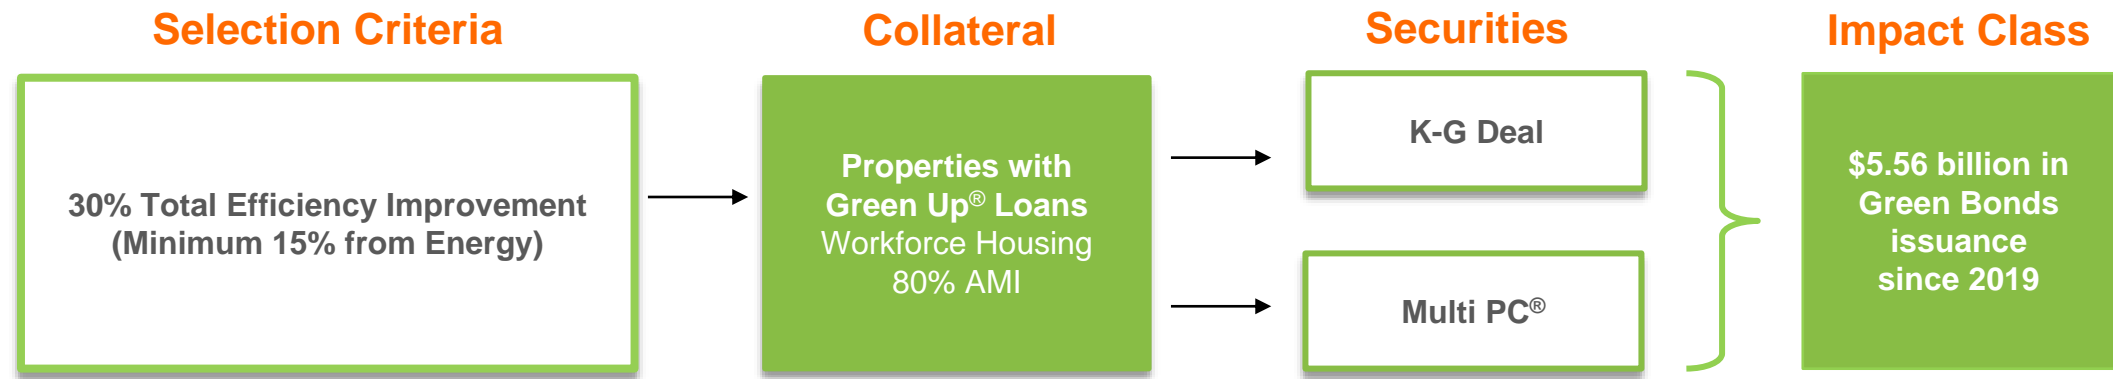 Selection Criteria
30% Total Efficiency Improvement
(Minimum 15% from Energy)
Collateral
Properties with
Green Up® Loans
Workforce Housing
80% AMI
Securities
K-G Deal
Multi PC®
Impact Class
$5.56 billion in
Green Bonds
issuance
since 2019